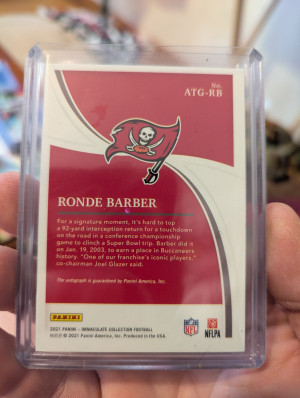 No.
ATG-RB
RONDE BARBER
For a signature moment, it's hard to top
a 92-yard interception return for a touchdown
on the road in a conference championship
game to clinch a Super Bowl trip. Barber did it
on Jan. 19, 2003, to earn a place in Buccaneers
history. "One of our franchise's iconic players,"
co-chairman Joel Glazer said.
The autograph is guaranteed by Panini America, Inc.
PANINI
NFL
NFLPA
2021 PANINI - IMMACULATE COLLECTION FOOTBALL
© 2021 Panini America, Inc. Produced in the USA.